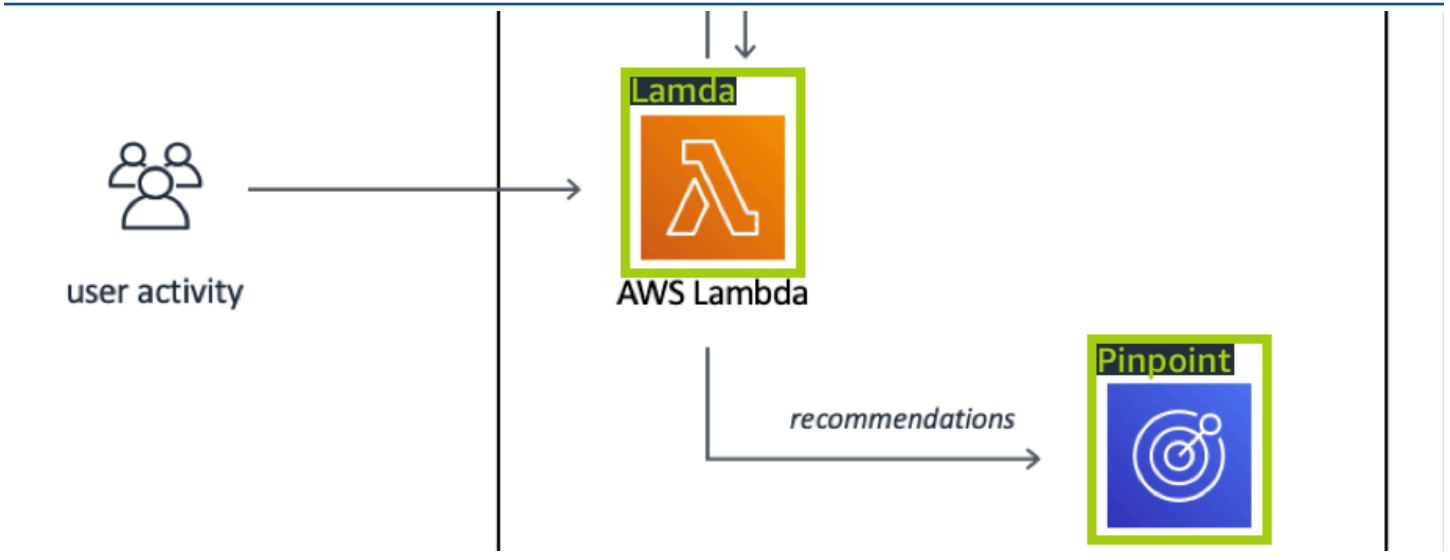 Lamda
user activity
AWS Lambda
Pinpoint
recommendations